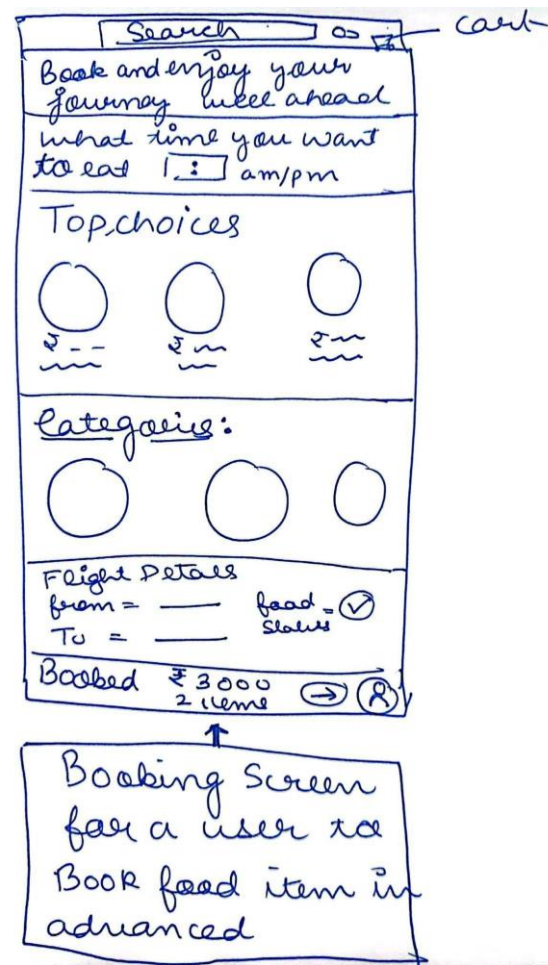 Search
cart
Book and enjoy your
journey well ahead
what time you want
to eat : am/pm
Top choices
₹ ₹ ₹
Categories:
Flight Details
from = food =
status
To =
Booked ₹ 3000
2 items
Booking Screen
for a user to
Book food item in
advanced